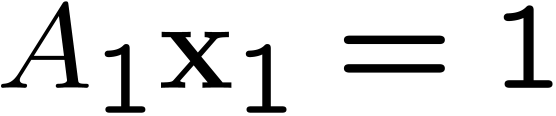 A₁x₁ = 1